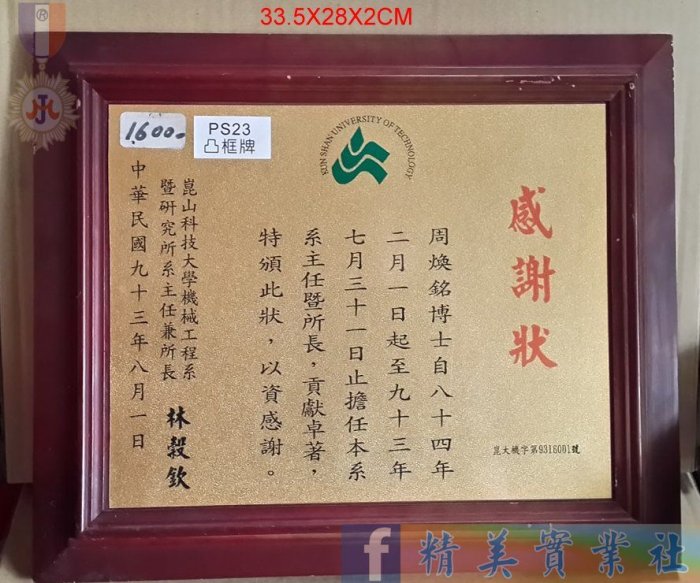 33.5X28X2CM
1600-
PS23
凸框牌
KUN SHAN UNIVERSITY OF TECHNOLOGY
感謝狀
崑大機字第9316001號
周煥銘博士自八十四年
二月一日起至九十三年
七月三十一日止擔任本系
系主任暨所長，貢獻卓著，
特頒此狀，以資感謝。
崑山科技大學機械工程系
暨研究所系主任兼所長
林毅欽
中華民國九十三年八月一日
f 精美實業社